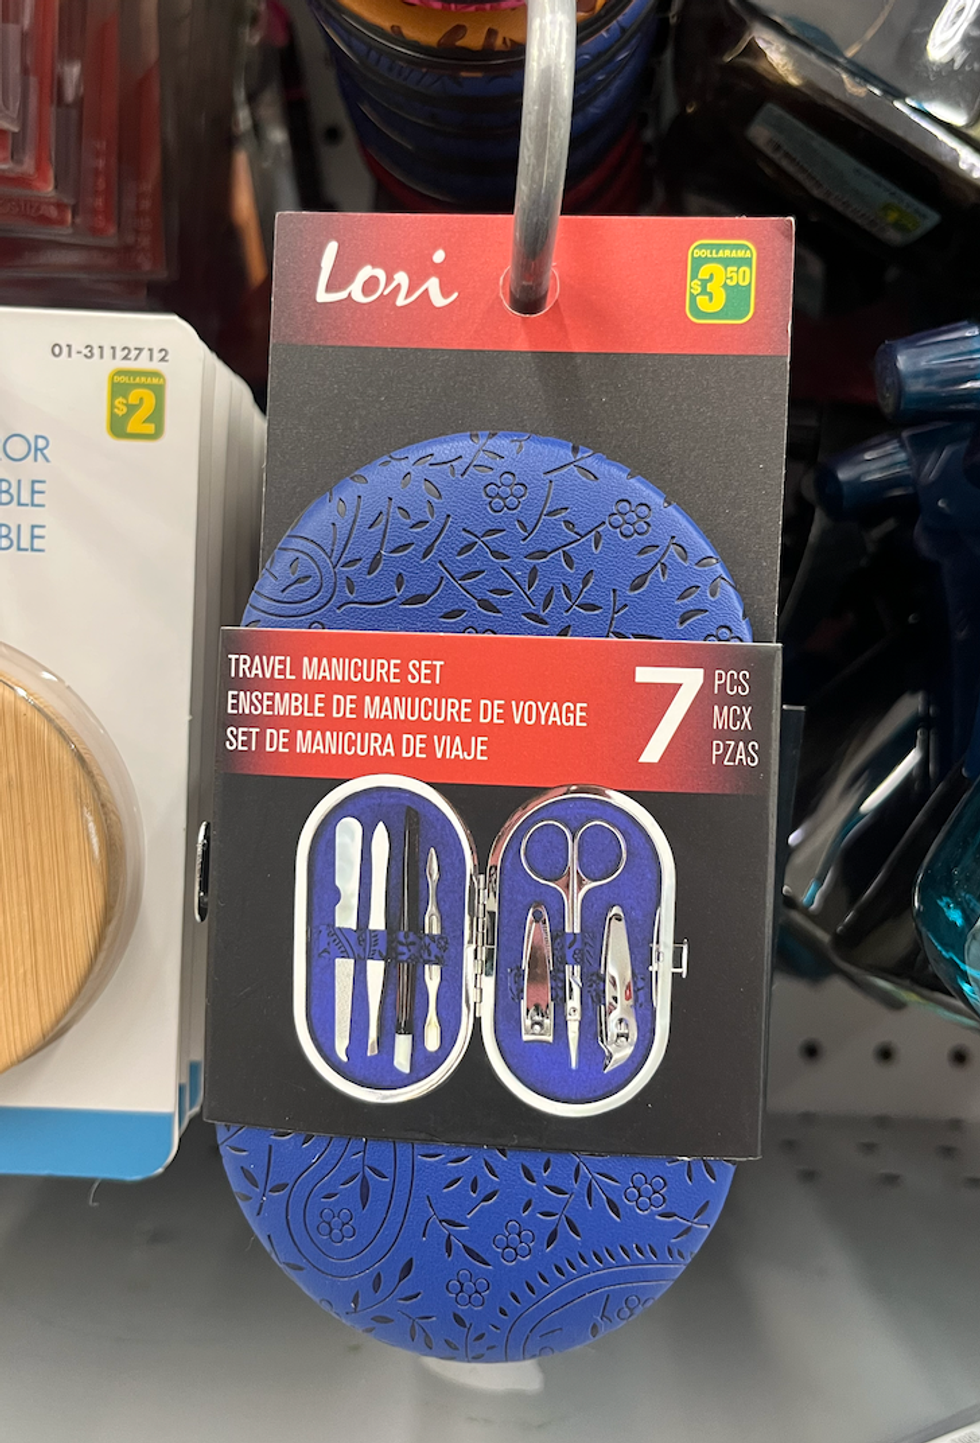 Lori
DOLLARAMA
$3.50
01-3112712
DOLLARAMA
$2
OR
BLE
BLE
TRAVEL MANICURE SET
ENSEMBLE DE MANUCURE DE VOYAGE
SET DE MANICURA DE VIAJE
7
PCS
MCX
PZAS